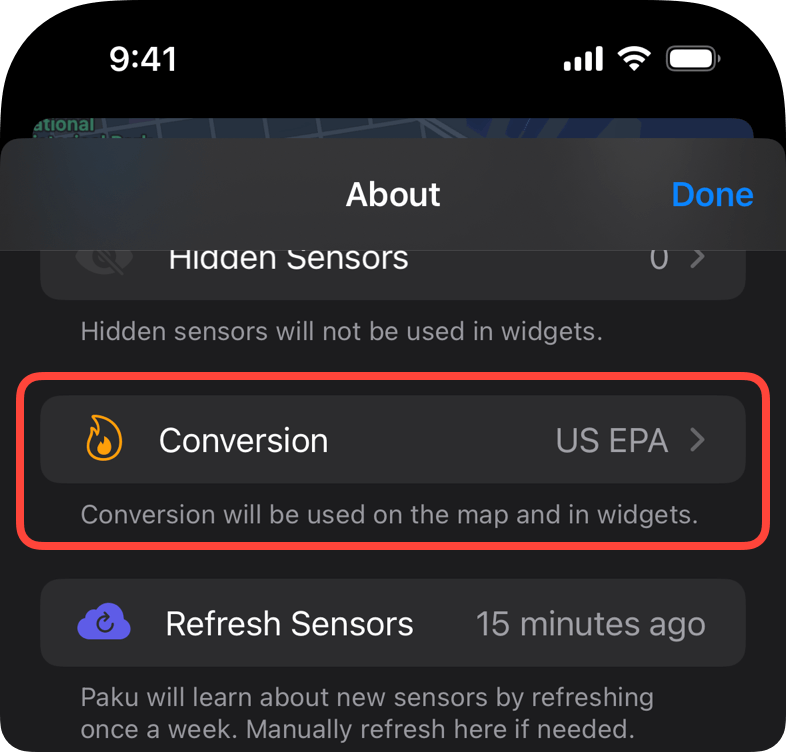 9:41
ational
About
Done
Hidden Sensors
0
Hidden sensors will not be used in widgets.
Conversion
US EPA
Conversion will be used on the map and in widgets.
Refresh Sensors
15 minutes ago
Paku will learn about new sensors by refreshing
once a week. Manually refresh here if needed.